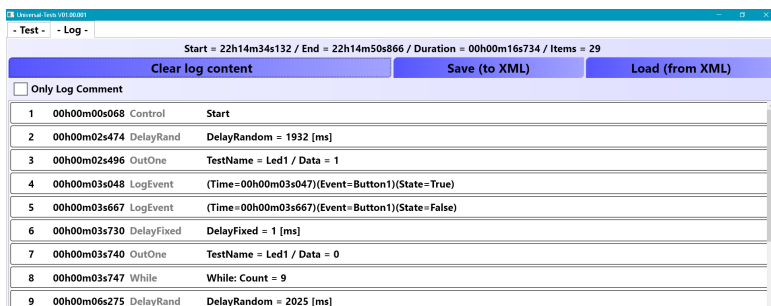 Universal-Tests V01.00.001
- Test - - Log -
Start = 22h14m34s132 / End = 22h14m50s866 / Duration = 00h00m16s734 / Items = 29
Clear log content Save (to XML) Load (from XML)
Only Log Comment
1 00h00m00s068 Control Start
2 00h00m02s474 DelayRand DelayRandom = 1932 [ms]
3 00h00m02s496 OutOne TestName = Led1 / Data = 1
4 00h00m03s048 LogEvent (Time=00h00m03s047)(Event=Button1)(State=True)
5 00h00m03s667 LogEvent (Time=00h00m03s667)(Event=Button1)(State=False)
6 00h00m03s730 DelayFixed DelayFixed = 1 [ms]
7 00h00m03s740 OutOne TestName = Led1 / Data = 0
8 00h00m03s747 While While: Count = 9
9 00h00m06s275 DelayRand DelayRandom = 2025 [ms]